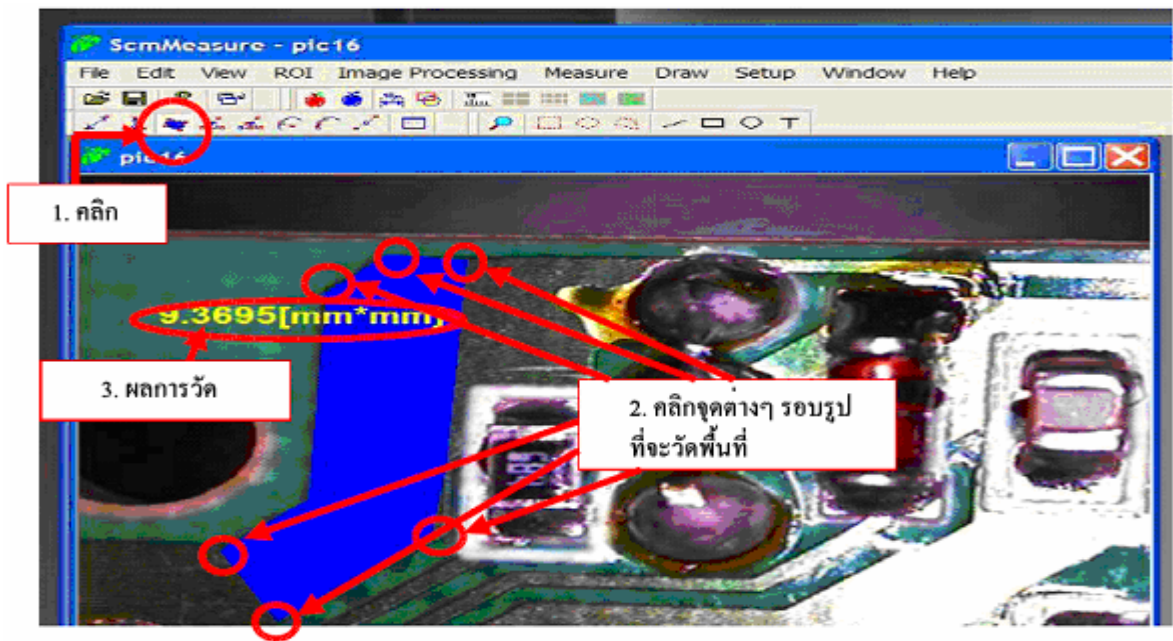 ScmMeasure - pic16
File Edit View ROI Image Processing Measure Draw Setup Window Help
pic16
1. คลิก
9.3695[mm*mm]
3. ผลการวัด
2. คลิกจุดต่างๆ รอบรูป
ที่จะวัดพื้นที่